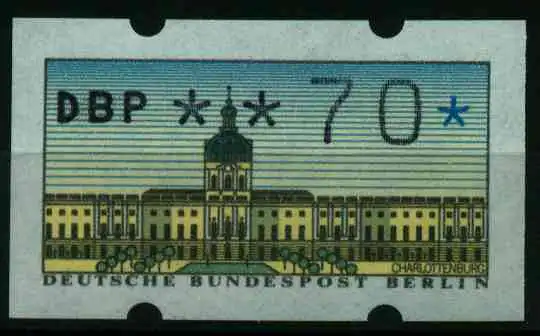 DBP * * 70*
CHARLOTTENBURG
DEUTSCHE BUNDESPOST BERLIN